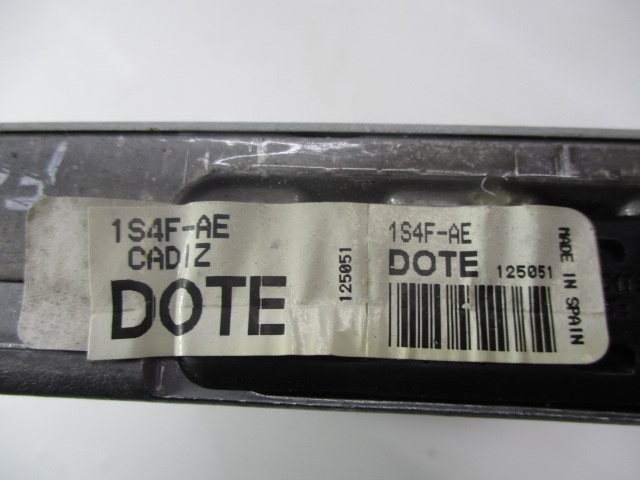 1S4F-AE
CADIZ
DOTE
125051
1S4F-AE
DOTE 125051
MADE IN SPAIN